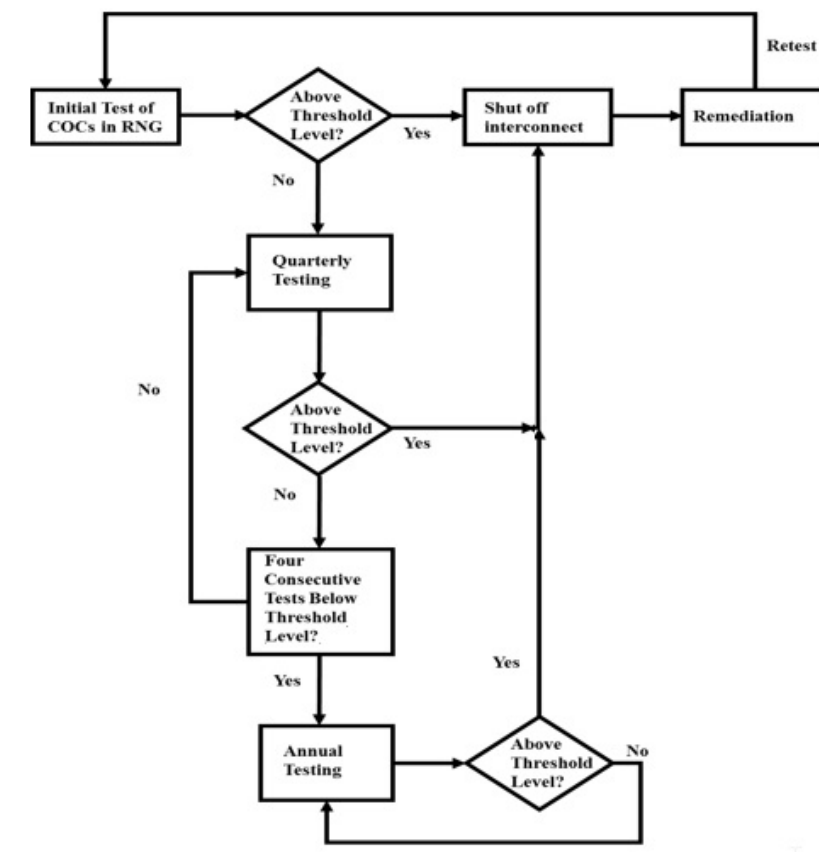 Retest
Initial Test of
COCs in RNG
Above
Threshold
Level?
Yes
Shut off
interconnect
Remediation
No
Quarterly
Testing
No
Above
Threshold
Level?
Yes
No
Four
Consecutive
Tests Below
Threshold
Level?
Yes
Yes
Annual
Testing
Above
Threshold
Level?
No